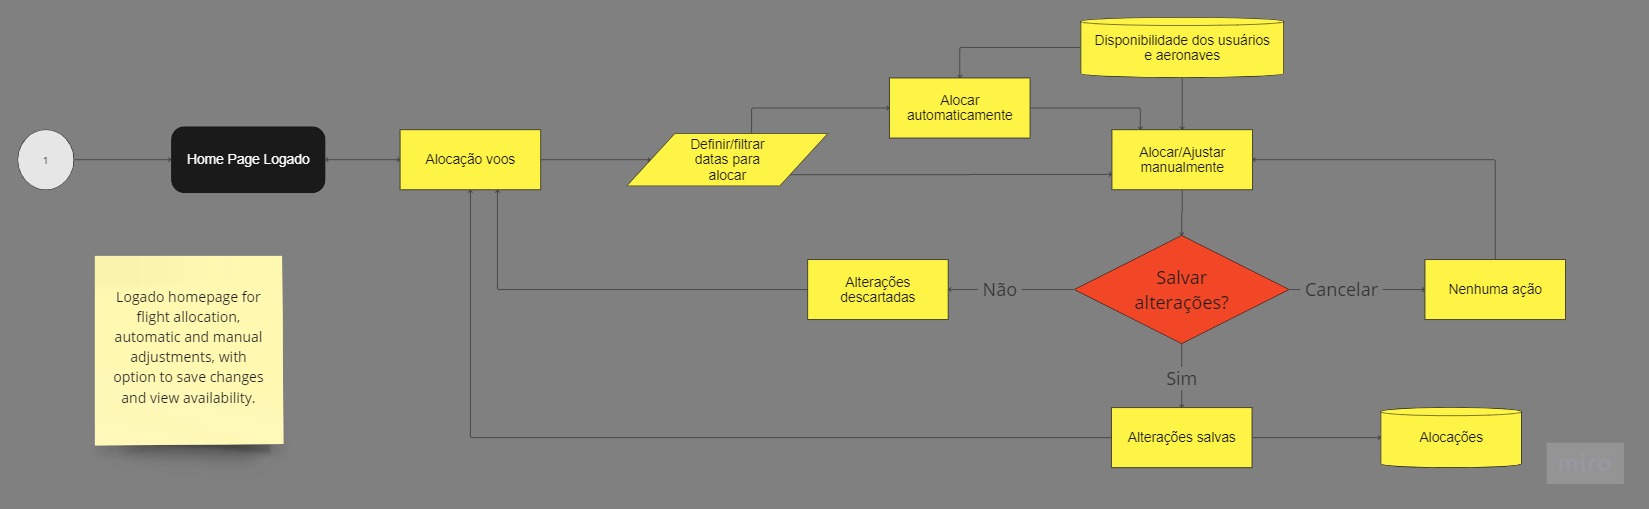 Disponibilidade dos usuários
e aeronaves
Alocar
automaticamente
1
Home Page Logado
Alocação voos
Definir/filtrar
datas para
alocar
Alocar/Ajustar
manualmente
Logado homepage for
flight allocation,
automatic and manual
adjustments, with
option to save changes
and view availability.
Alterações
descartadas
Não
Salvar
alterações?
Cancelar
Nenhuma ação
Sim
Alterações salvas
Alocações
miro